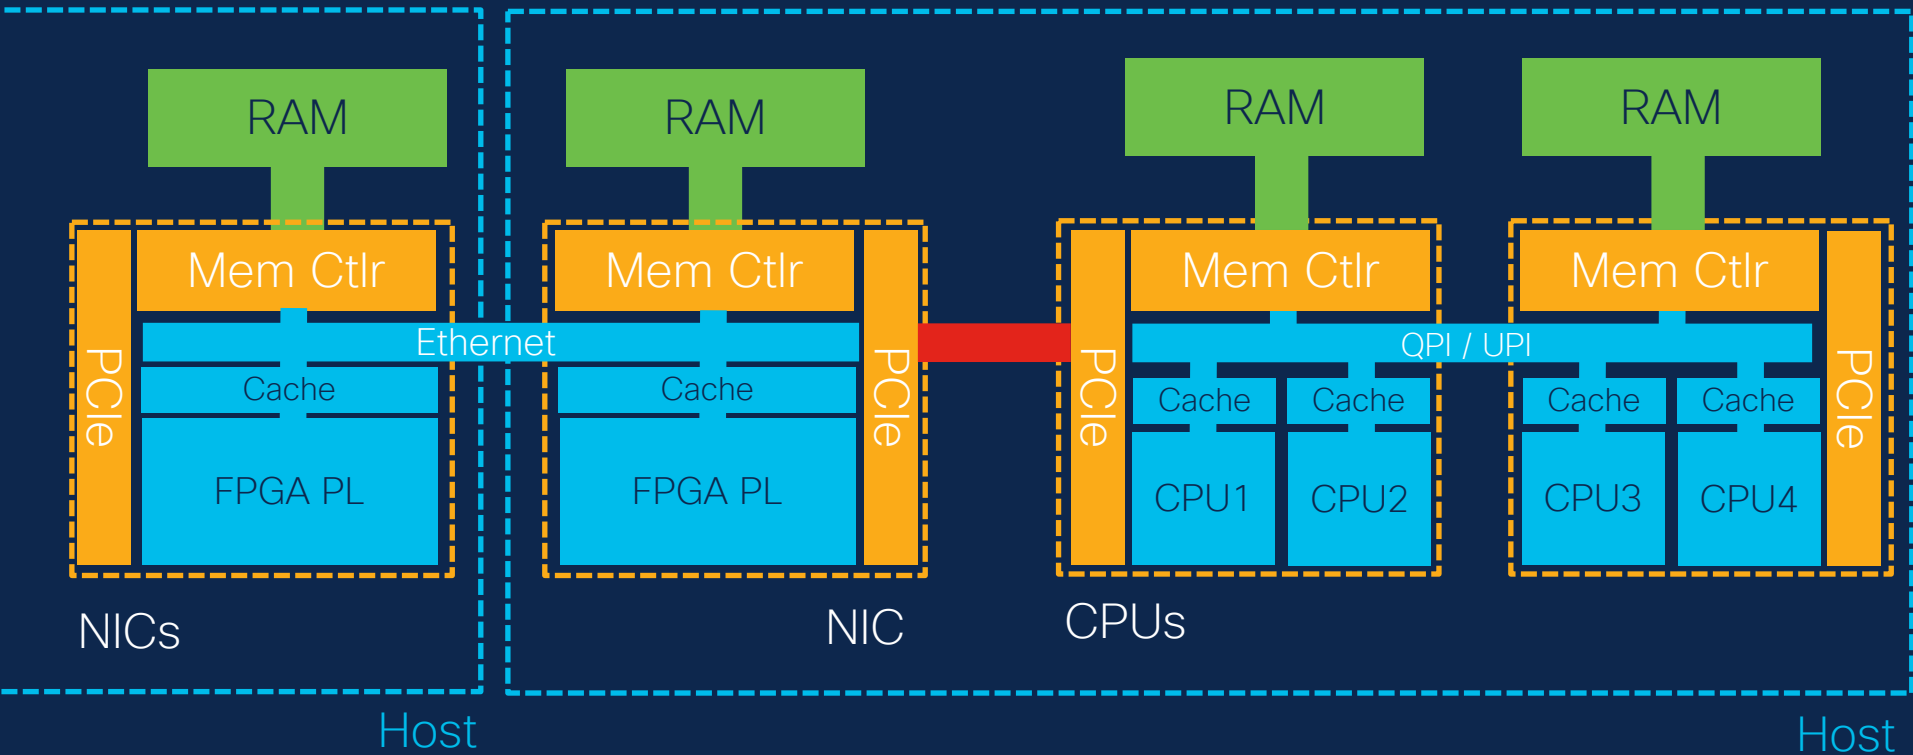 RAM
RAM
RAM
RAM
Mem Ctlr
Mem Ctlr
Mem Ctlr
Mem Ctlr
PCIe
Ethernet
PCIe
PCIe
QPI / UPI
PCIe
Cache
Cache
Cache
Cache
Cache
Cache
FPGA PL
FPGA PL
CPU1
CPU2
CPU3
CPU4
NICs
NIC
CPUs
Host
Host